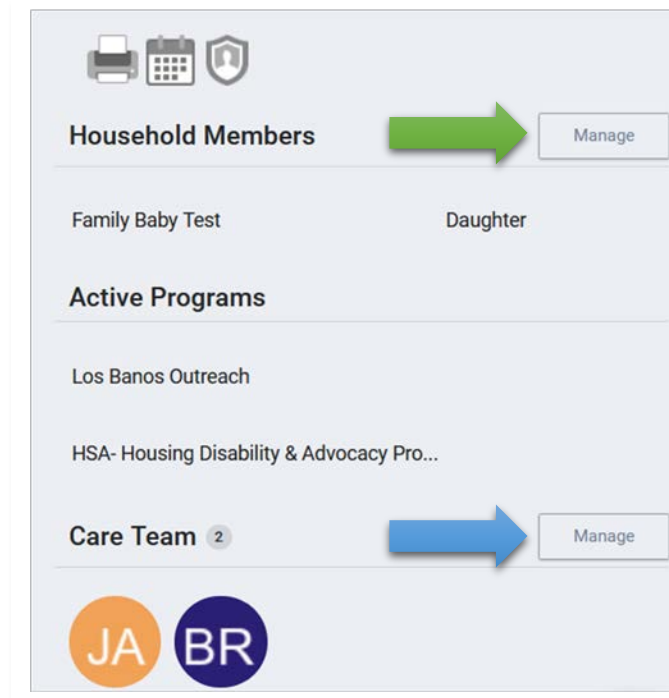 Household Members Manage
Family Baby Test Daughter
Active Programs
Los Banos Outreach
HSA- Housing Disability & Advocacy Pro...
Care Team 2 Manage
JA BR